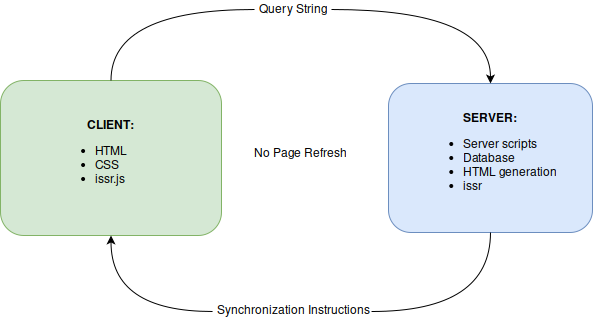 Query String
CLIENT:
HTML
CSS
issr.js
No Page Refresh
SERVER:
Server scripts
Database
HTML generation
issr
Synchronization Instructions